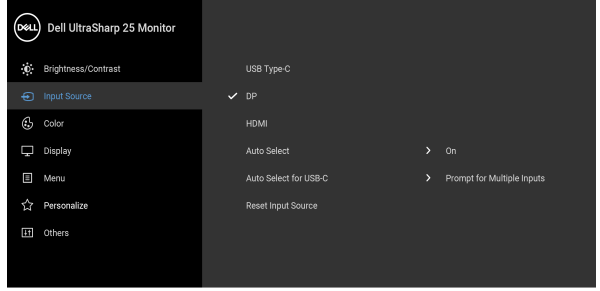 DELL Dell UltraSharp 25 Monitor
Brightness/Contrast USB Type-C
Input Source DP
Color HDMI
Display Auto Select On
Menu Auto Select for USB-C Prompt for Multiple Inputs
Personalize Reset Input Source
Others